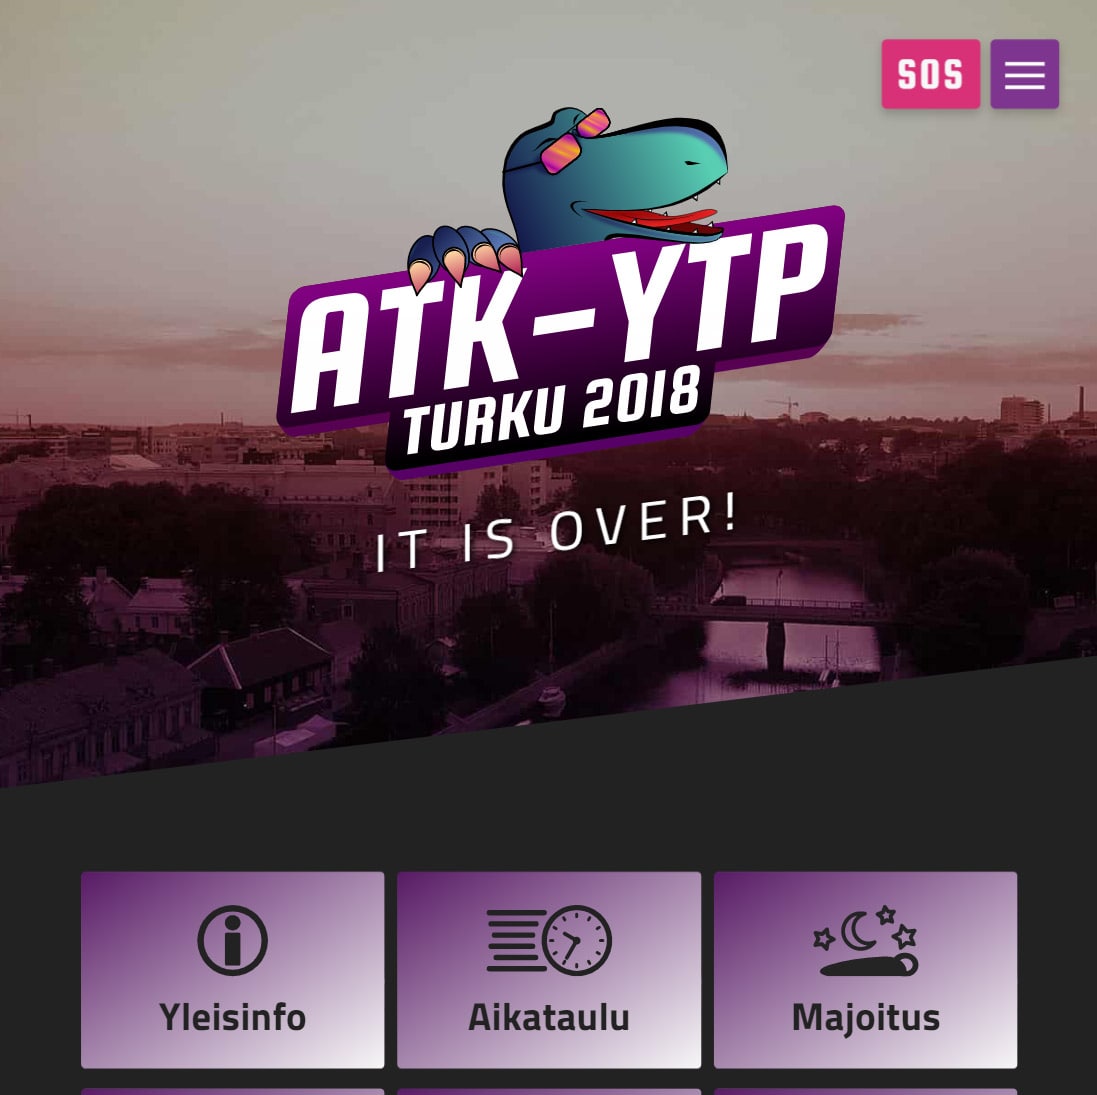 SOS
ATK-YTP
TURKU 2018
IT IS OVER!
Yleisinfo
Aikataulu
Majoitus